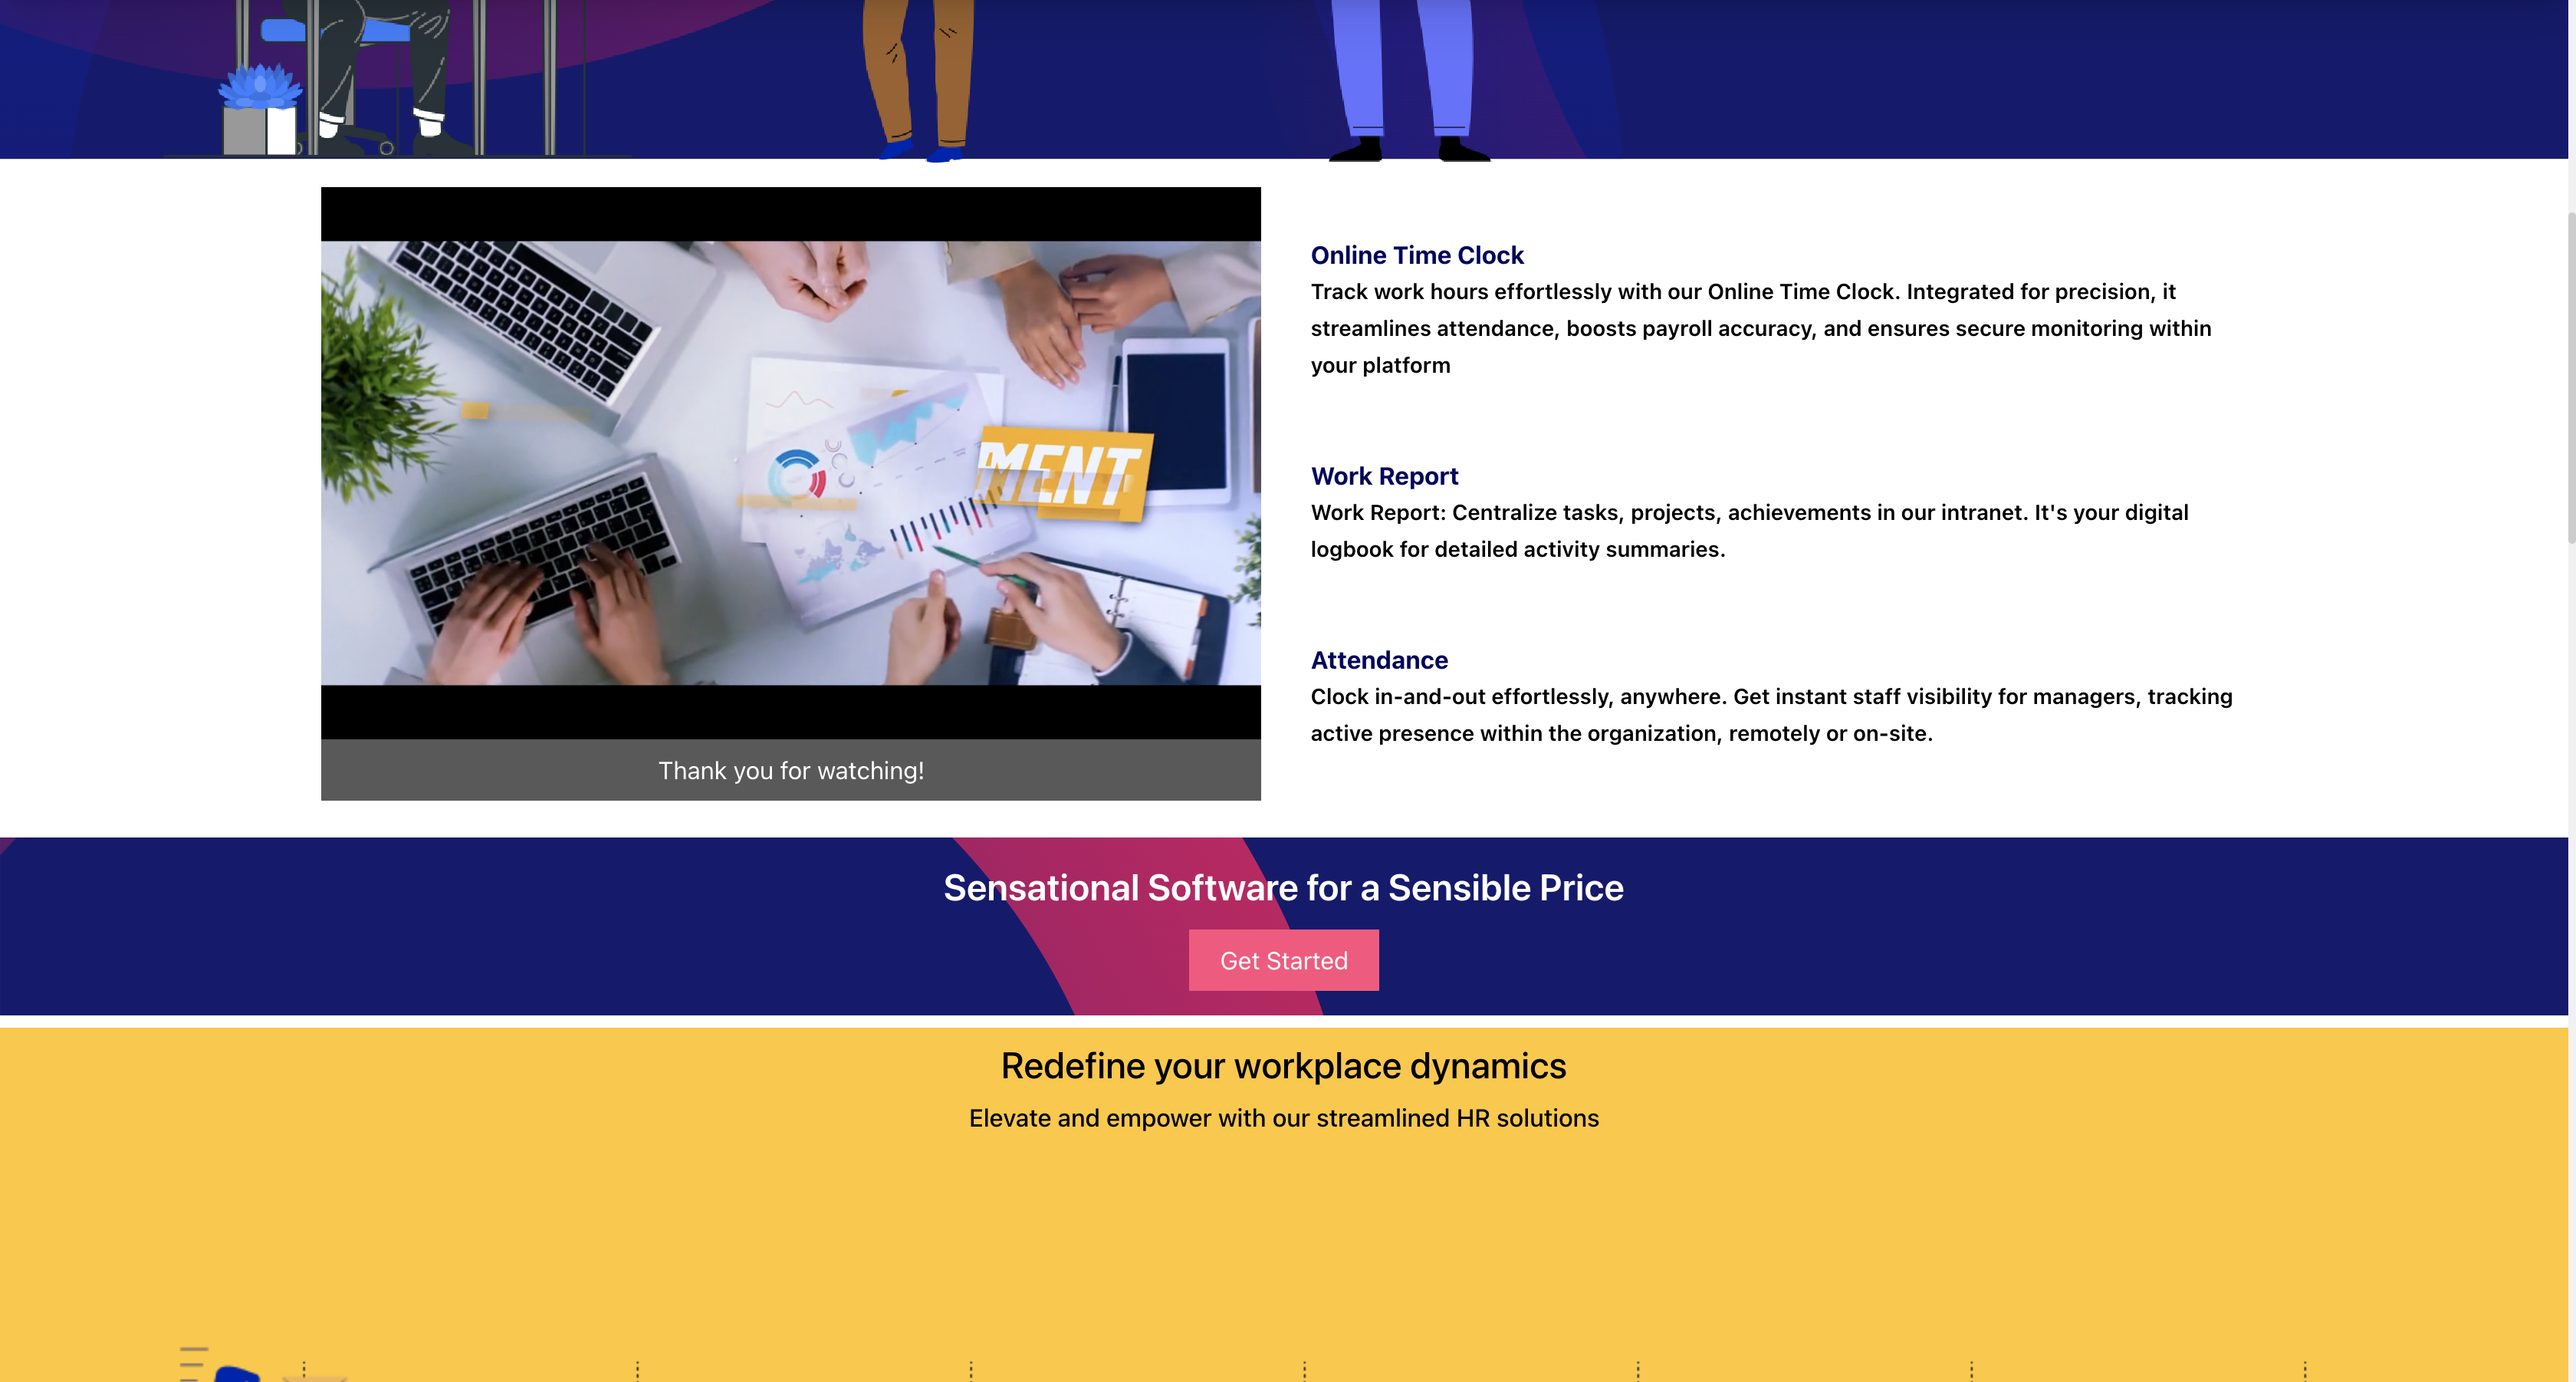 Online Time Clock
Track work hours effortlessly with our Online Time Clock. Integrated for precision, it
streamlines attendance, boosts payroll accuracy, and ensures secure monitoring within
your platform
MENT
Work Report
Work Report: Centralize tasks, projects, achievements in our intranet. It's your digital
logbook for detailed activity summaries.
Attendance
Clock in-and-out effortlessly, anywhere. Get instant staff visibility for managers, tracking
active presence within the organization, remotely or on-site.
Thank you for watching!
Sensational Software for a Sensible Price
Get Started
Redefine your workplace dynamics
Elevate and empower with our streamlined HR solutions